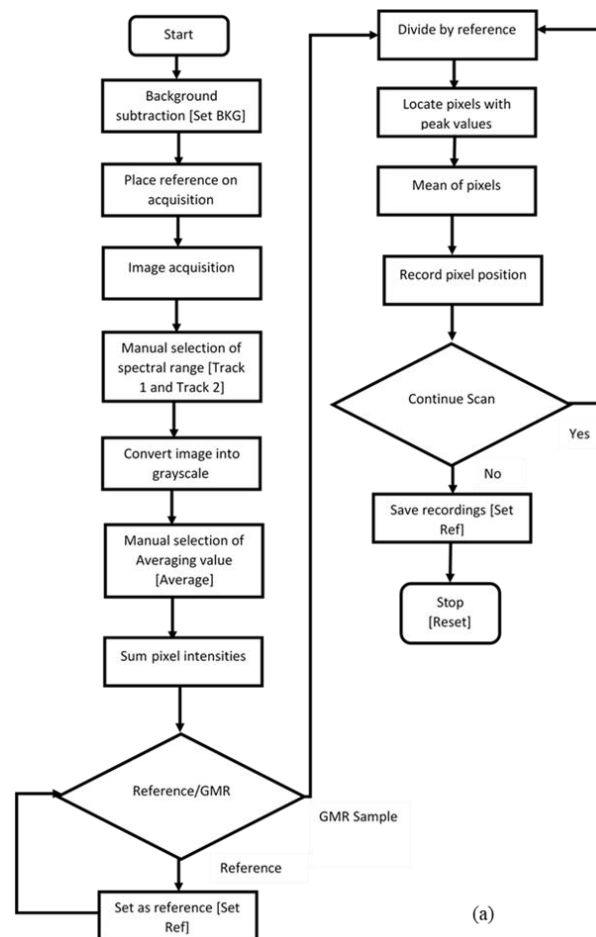 Start
Background
subtraction [Set BKG]
Place reference on
acquisition
Image acquisition
Manual selection of
spectral range [Track
1 and Track 2]
Convert image into
grayscale
Manual selection of
Averaging value
[Average]
Sum pixel intensities
Reference/GMR
GMR Sample
Reference
Set as reference [Set
Ref]
Divide by reference
Locate pixels with
peak values
Mean of pixels
Record pixel position
Continue Scan
Yes
No
Save recordings [Set
Ref]
Stop
[Reset]
(a)